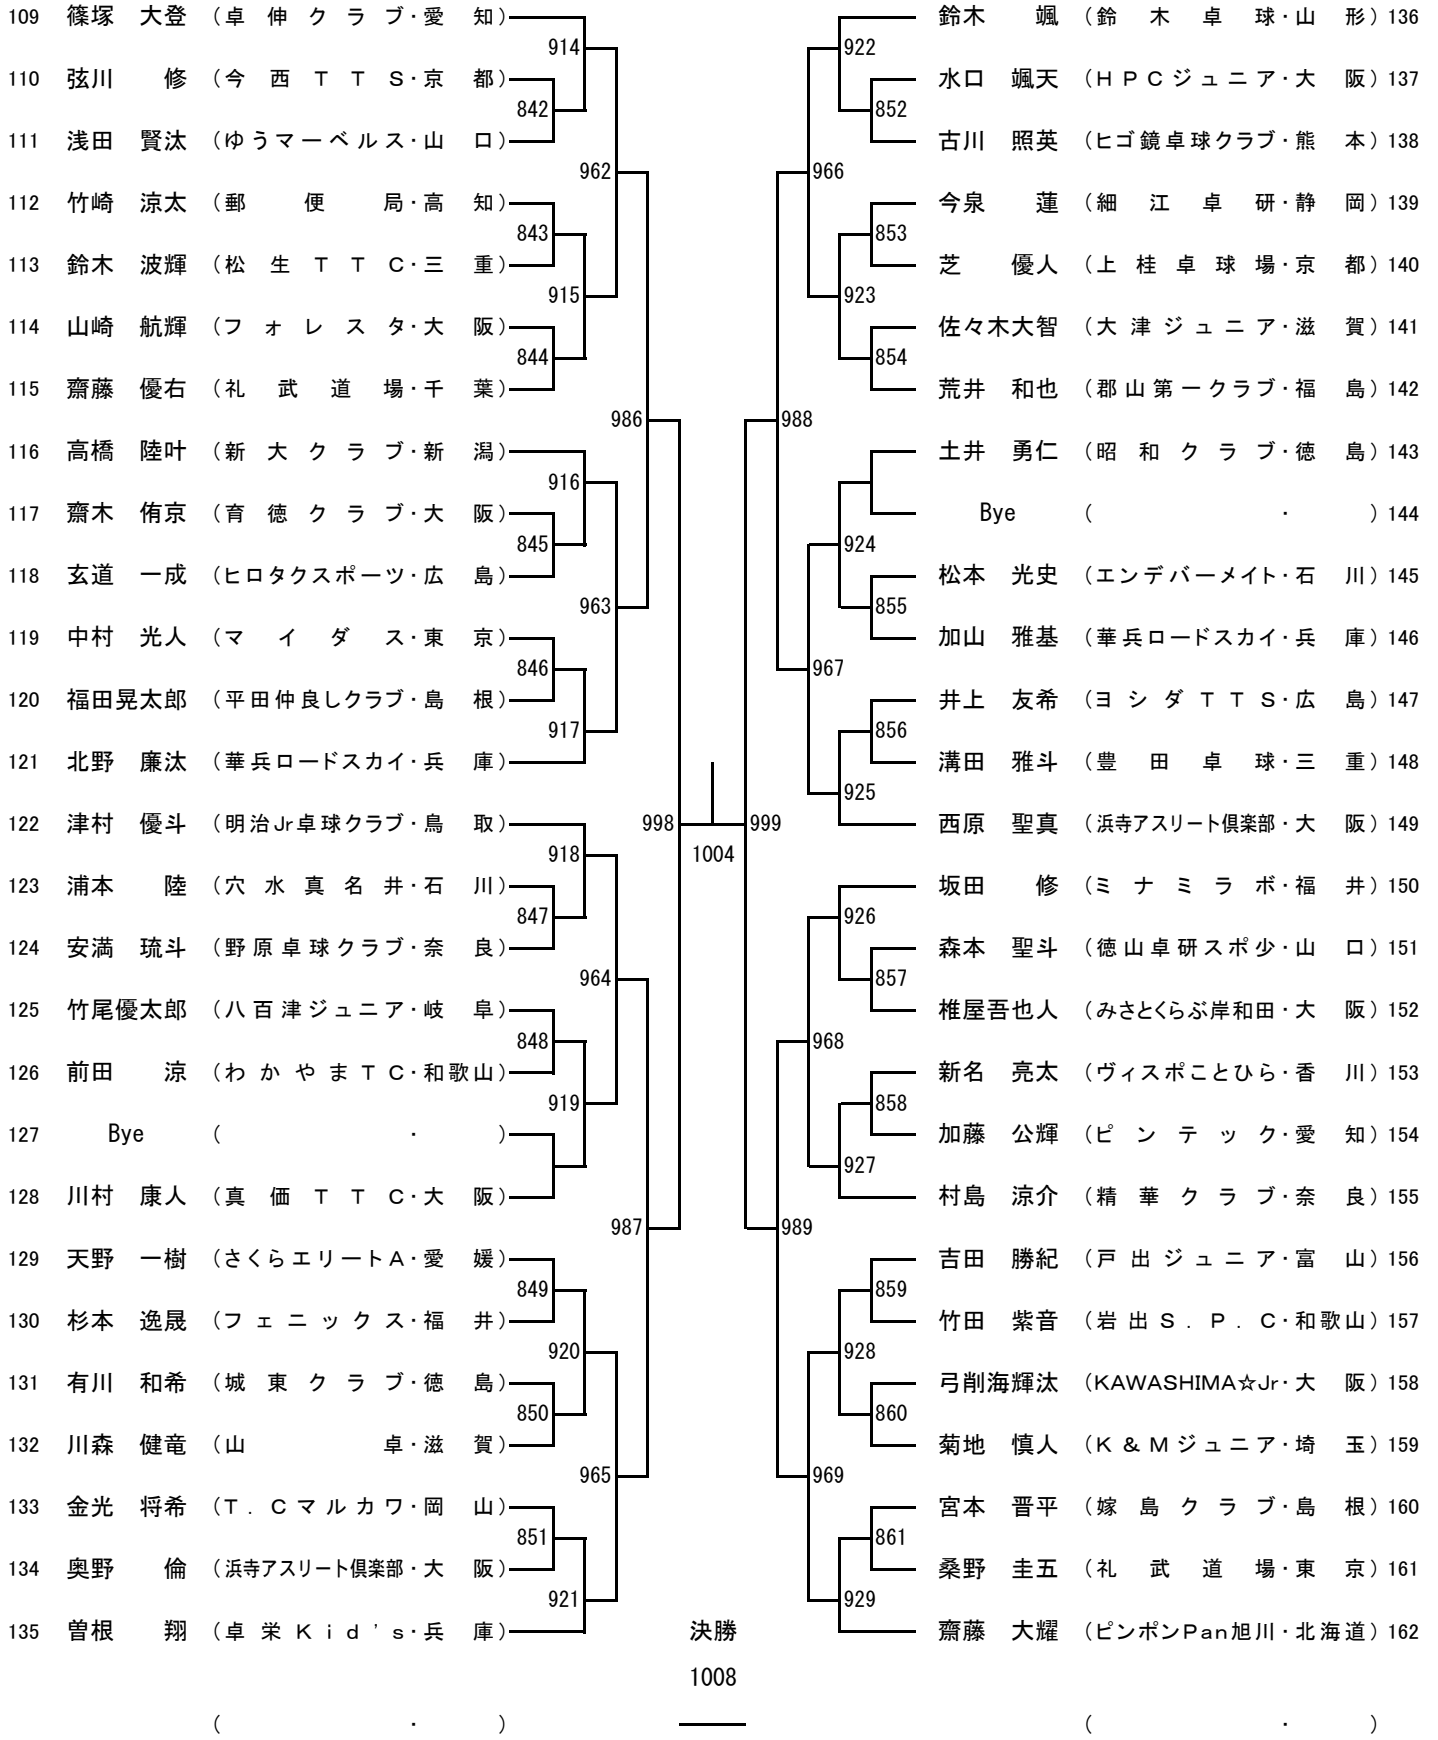 109 篠塚 大登 (卓伸クラブ・愛知)
110 弦川 修 (今西TTS・京都)
111 浅田 賢汰 (ゆうマーベルス・山口)
112 竹崎 涼太 (郵便局・高知)
113 鈴木 波輝 (松生TTC・三重)
114 山崎 航輝 (フォレスタ・大阪)
115 齋藤 優右 (礼武道場・千葉)
116 高橋 陸叶 (新大クラブ・新潟)
117 齋木 侑京 (育徳クラブ・大阪)
118 玄道 一成 (ヒロタクスポーツ・広島)
119 中村 光人 (マイダス・東京)
120 福田晃太郎 (平田仲良しクラブ・島根)
121 北野 廉汰 (華兵ロードスカイ・兵庫)
122 津村 優斗 (明治Jr卓球クラブ・鳥取)
123 浦本 陸 (穴水真名井・石川)
124 安満 琉斗 (野原卓球クラブ・奈良)
125 竹尾優太郎 (八百津ジュニア・岐阜)
126 前田 涼 (わかやまTC・和歌山)
127 Bye ( ・ )
128 川村 康人 (真価TTC・大阪)
129 天野 一樹 (さくらエリートA・愛媛)
130 杉本 逸晟 (フェニックス・福井)
131 有川 和希 (城東クラブ・徳島)
132 川森 健竜 (山卓・滋賀)
133 金光 将希 (T.Cマルカワ・岡山)
134 奥野 倫 (浜寺アスリート倶楽部・大阪)
135 曽根 翔 (卓栄Kid's・兵庫)
( ・ )
914
842
962
843
915
844
986
916
845
963
846
917
998
918
847
964
848
919
987
849
920
850
965
851
921
1004
決勝
1008
999
922
852
966
853
923
854
988
924
855
967
856
925
926
857
968
858
927
989
859
928
860
969
861
929
鈴木 颯 (鈴木卓球・山形) 136
水口 颯天 (HPCジュニア・大阪) 137
古川 照英 (ヒゴ鏡卓球クラブ・熊本) 138
今泉 蓮 (細江卓研・静岡) 139
芝 優人 (上桂卓球場・京都) 140
佐々木大智 (大津ジュニア・滋賀) 141
荒井 和也 (郡山第一クラブ・福島) 142
土井 勇仁 (昭和クラブ・徳島) 143
Bye ( ・ ) 144
松本 光史 (エンデバーメイト・石川) 145
加山 雅基 (華兵ロードスカイ・兵庫) 146
井上 友希 (ヨシダTTS・広島) 147
溝田 雅斗 (豊田卓球・三重) 148
西原 聖真 (浜寺アスリート倶楽部・大阪) 149
坂田 修 (ミナミラボ・福井) 150
森本 聖斗 (徳山卓研スポ少・山口) 151
椎屋吾也人 (みさとくらぶ岸和田・大阪) 152
新名 亮太 (ヴィスポことひら・香川) 153
加藤 公輝 (ピンテック・愛知) 154
村島 涼介 (精華クラブ・奈良) 155
吉田 勝紀 (戸出ジュニア・富山) 156
竹田 紫音 (岩出S.P.C・和歌山) 157
弓削海輝汰 (KAWASHIMA☆Jr・大阪) 158
菊地 慎人 (K&Mジュニア・埼玉) 159
宮本 晋平 (嫁島クラブ・島根) 160
桑野 圭五 (礼武道場・東京) 161
齋藤 大耀 (ピンポンPan旭川・北海道) 162
( ・ )